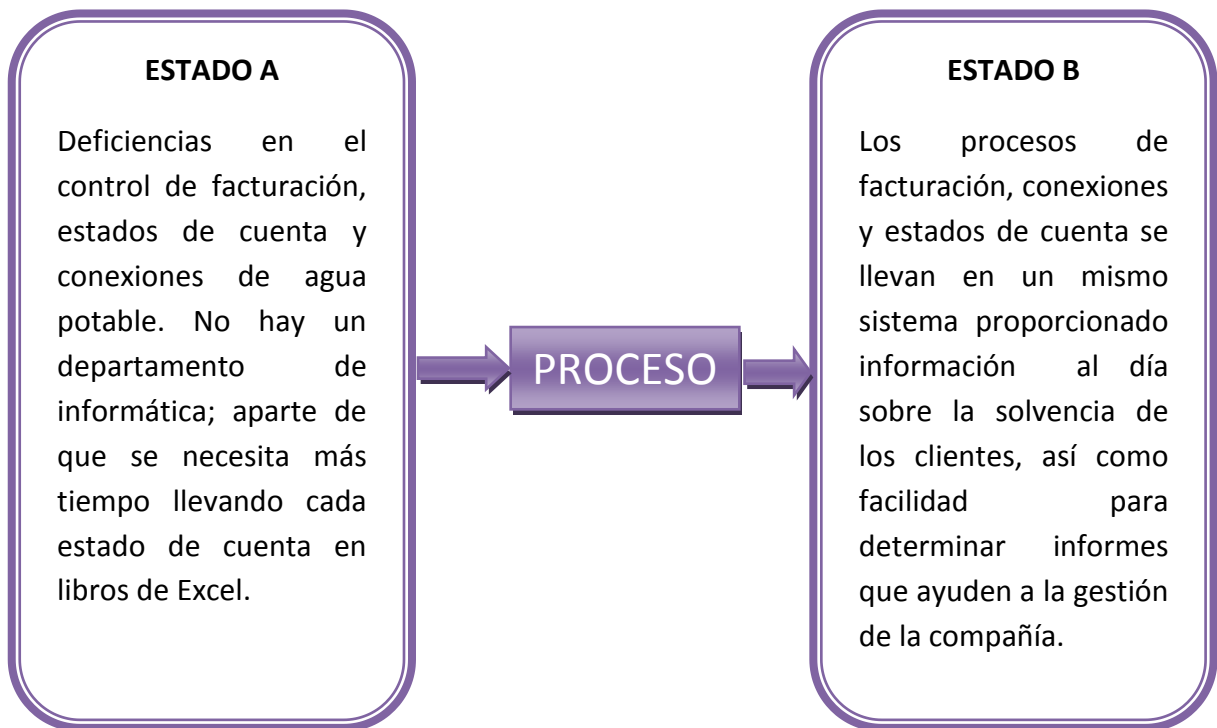 ESTADO A
Deficiencias en el
control de facturación,
estados de cuenta y
conexiones de agua
potable. No hay un
departamento de
informática; aparte de
que se necesita más
tiempo llevando cada
estado de cuenta en
libros de Excel.
PROCESO
ESTADO B
Los procesos de
facturación, conexiones
y estados de cuenta se
llevan en un mismo
sistema proporcionado
información al día
sobre la solvencia de
los clientes, así como
facilidad para
determinar informes
que ayuden a la gestión
de la compañía.